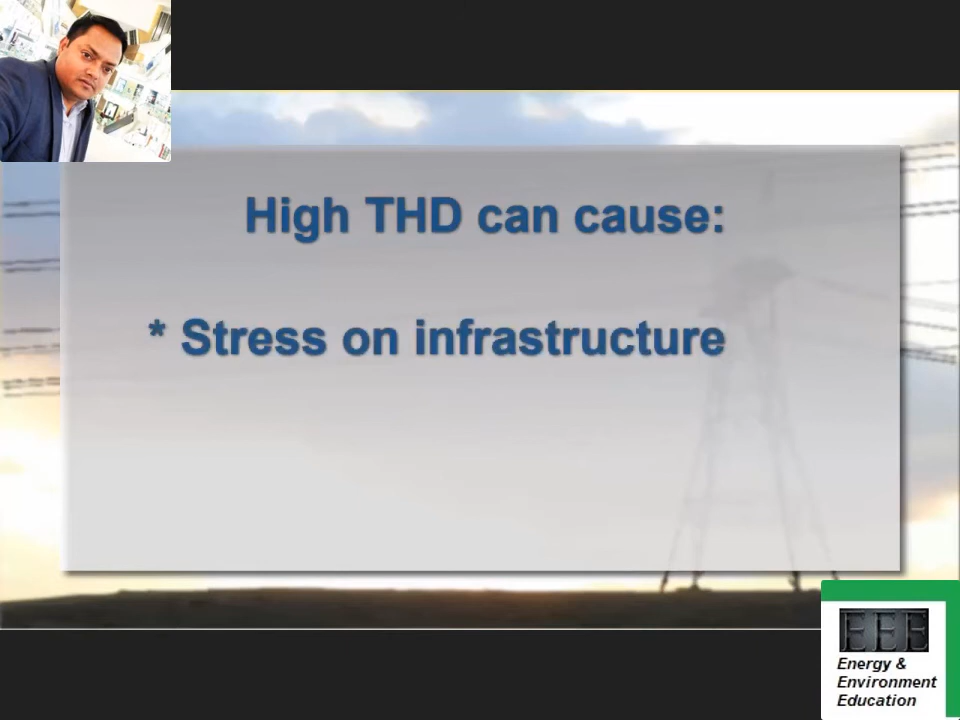 High THD can cause:
* Stress on infrastructure
EEE
Energy &
Environment
Education